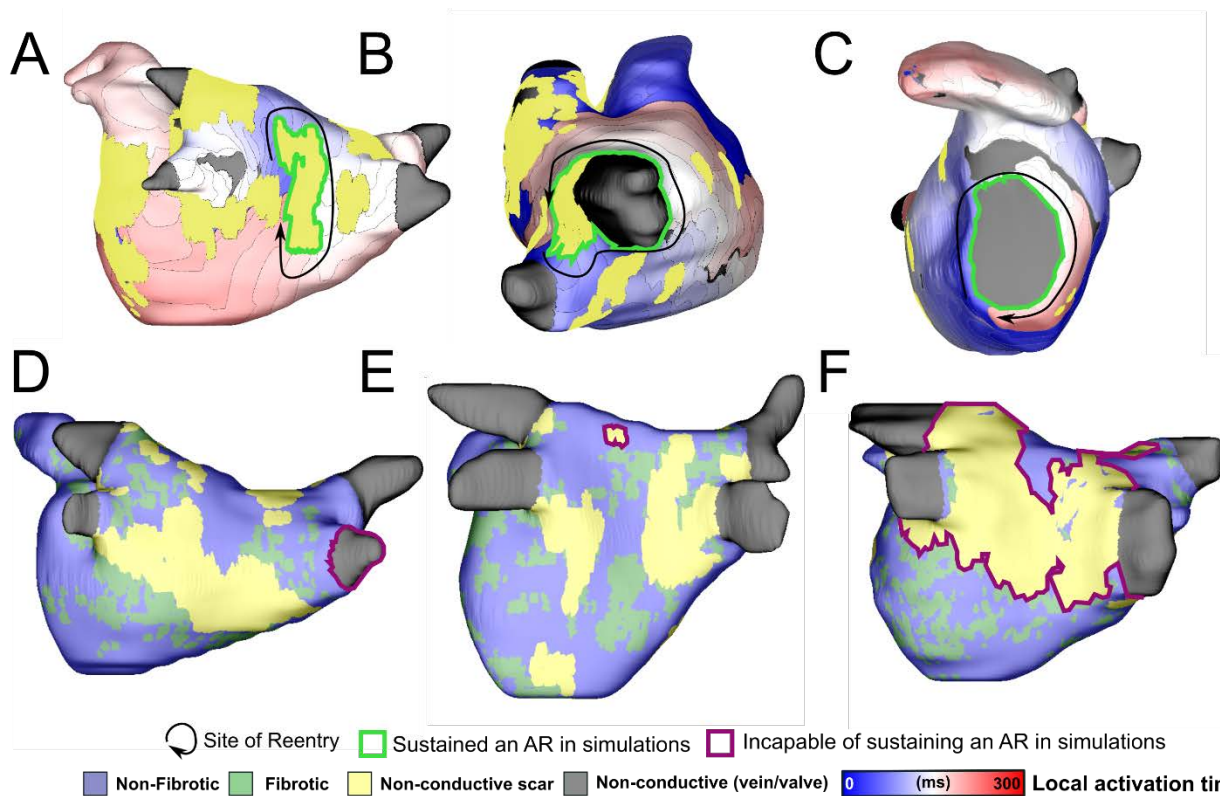 A
B
C
D
E
F
Site of Reentry
Sustained an AR in simulations
Incapable of sustaining an AR in simulations
Non-Fibrotic
Fibrotic
Non-conductive scar
Non-conductive (vein/valve)
0 (ms) 300
Local activation